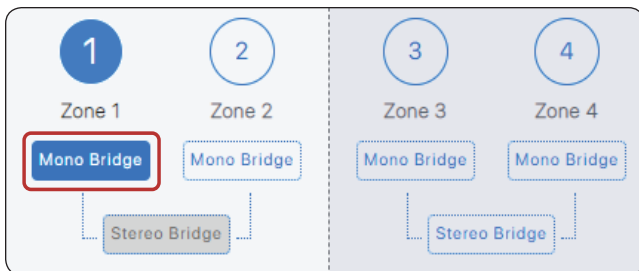 1 2 3 4
Zone 1 Zone 2 Zone 3 Zone 4
Mono Bridge Mono Bridge Mono Bridge Mono Bridge
Stereo Bridge Stereo Bridge